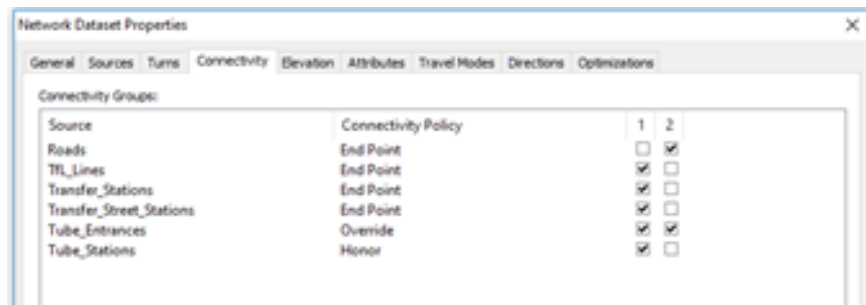 Network Dataset Properties
General Sources Turns Connectivity Elevation Attributes Travel Modes Directions Optimizations
Connectivity Groups:
Source Connectivity Policy 1 2
Roads End Point
TfL_Lines End Point
Transfer_Stations End Point
Transfer_Street_Stations End Point
Tube_Entrances Override
Tube_Stations Honor